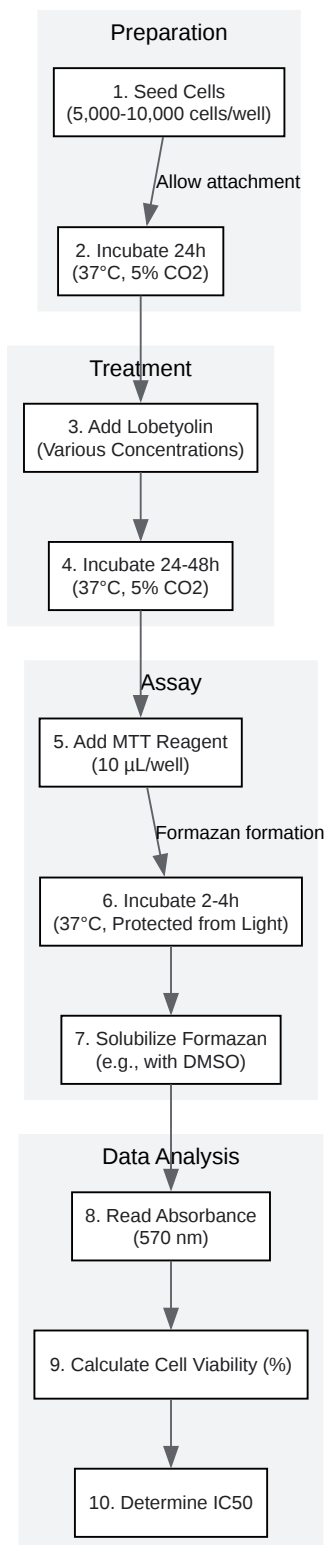 Preparation
1. Seed Cells
(5,000-10,000 cells/well)
Allow attachment
2. Incubate 24h
(37°C, 5% CO2)
Treatment
3. Add Lobetyolin
(Various Concentrations)
4. Incubate 24-48h
(37°C, 5% CO2)
Assay
5. Add MTT Reagent
(10 µL/well)
Formazan formation
6. Incubate 2-4h
(37°C, Protected from Light)
7. Solubilize Formazan
(e.g., with DMSO)
Data Analysis
8. Read Absorbance
(570 nm)
9. Calculate Cell Viability (%)
10. Determine IC50